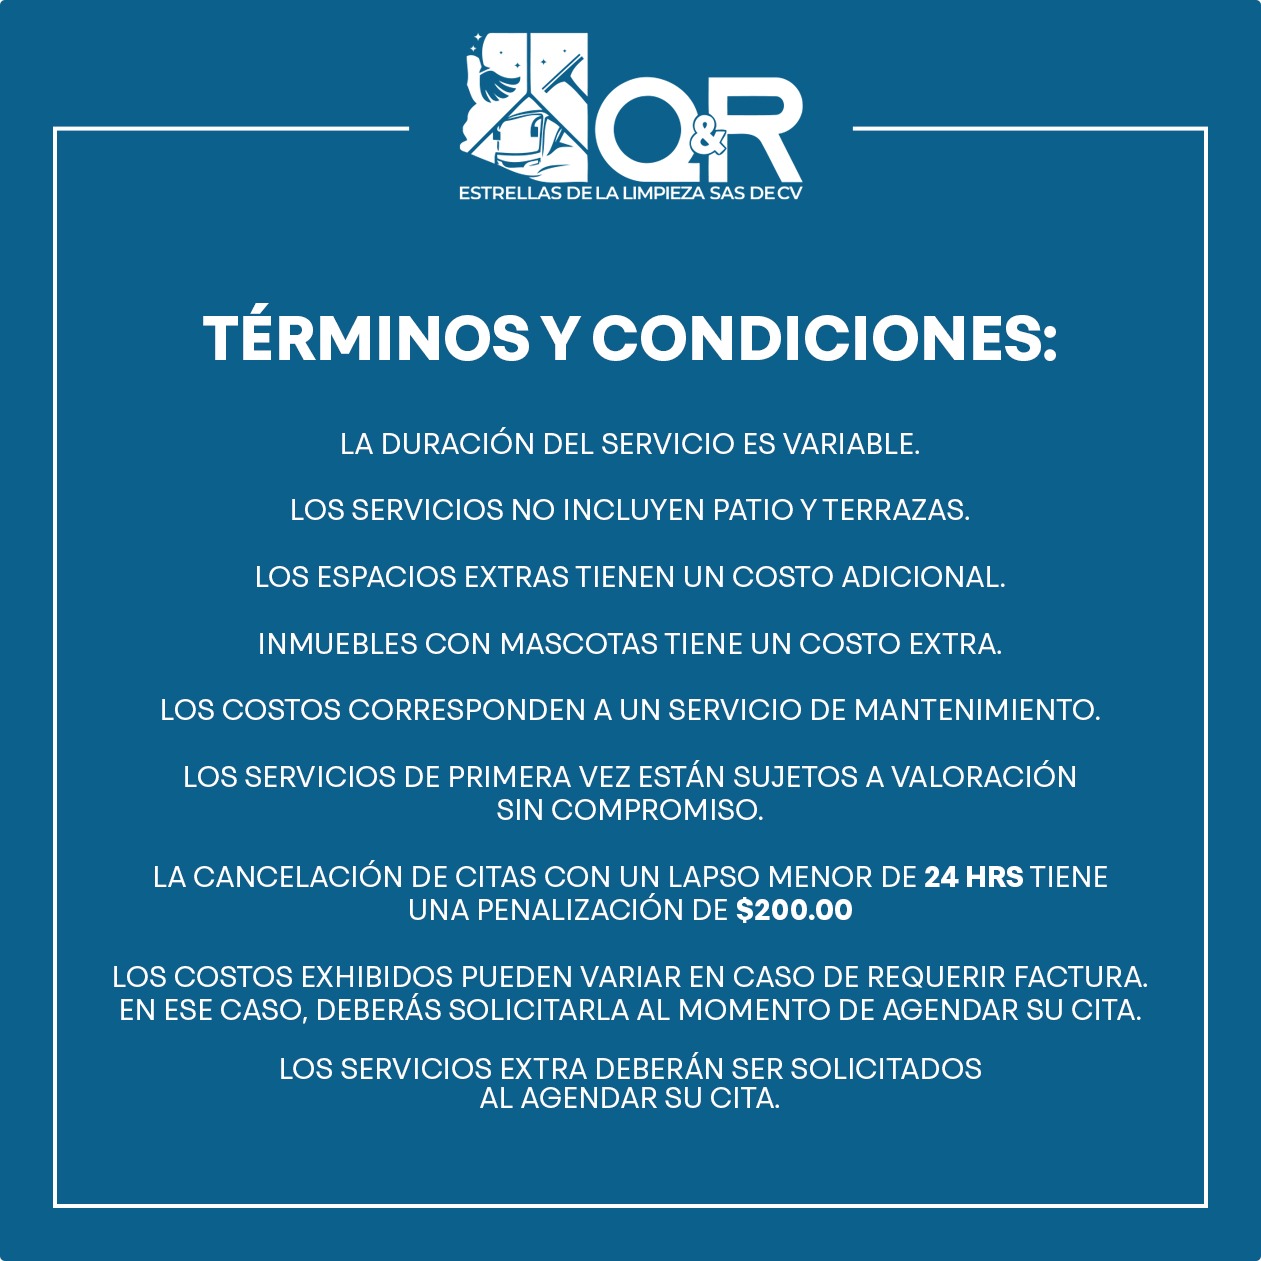 Q&R
ESTRELLAS DE LA LIMPIEZA SAS DE CV
TÉRMINOS Y CONDICIONES:
LA DURACIÓN DEL SERVICIO ES VARIABLE.
LOS SERVICIOS NO INCLUYEN PATIO Y TERRAZAS.
LOS ESPACIOS EXTRAS TIENEN UN COSTO ADICIONAL.
INMUEBLES CON MASCOTAS TIENE UN COSTO EXTRA.
LOS COSTOS CORRESPONDEN A UN SERVICIO DE MANTENIMIENTO.
LOS SERVICIOS DE PRIMERA VEZ ESTÁN SUJETOS A VALORACIÓN
SIN COMPROMISO.
LA CANCELACIÓN DE CITAS CON UN LAPSO MENOR DE 24 HRS TIENE
UNA PENALIZACIÓN DE $200.00
LOS COSTOS EXHIBIDOS PUEDEN VARIAR EN CASO DE REQUERIR FACTURA.
EN ESE CASO, DEBERÁS SOLICITARLA AL MOMENTO DE AGENDAR SU CITA.
LOS SERVICIOS EXTRA DEBERÁN SER SOLICITADOS
AL AGENDAR SU CITA.